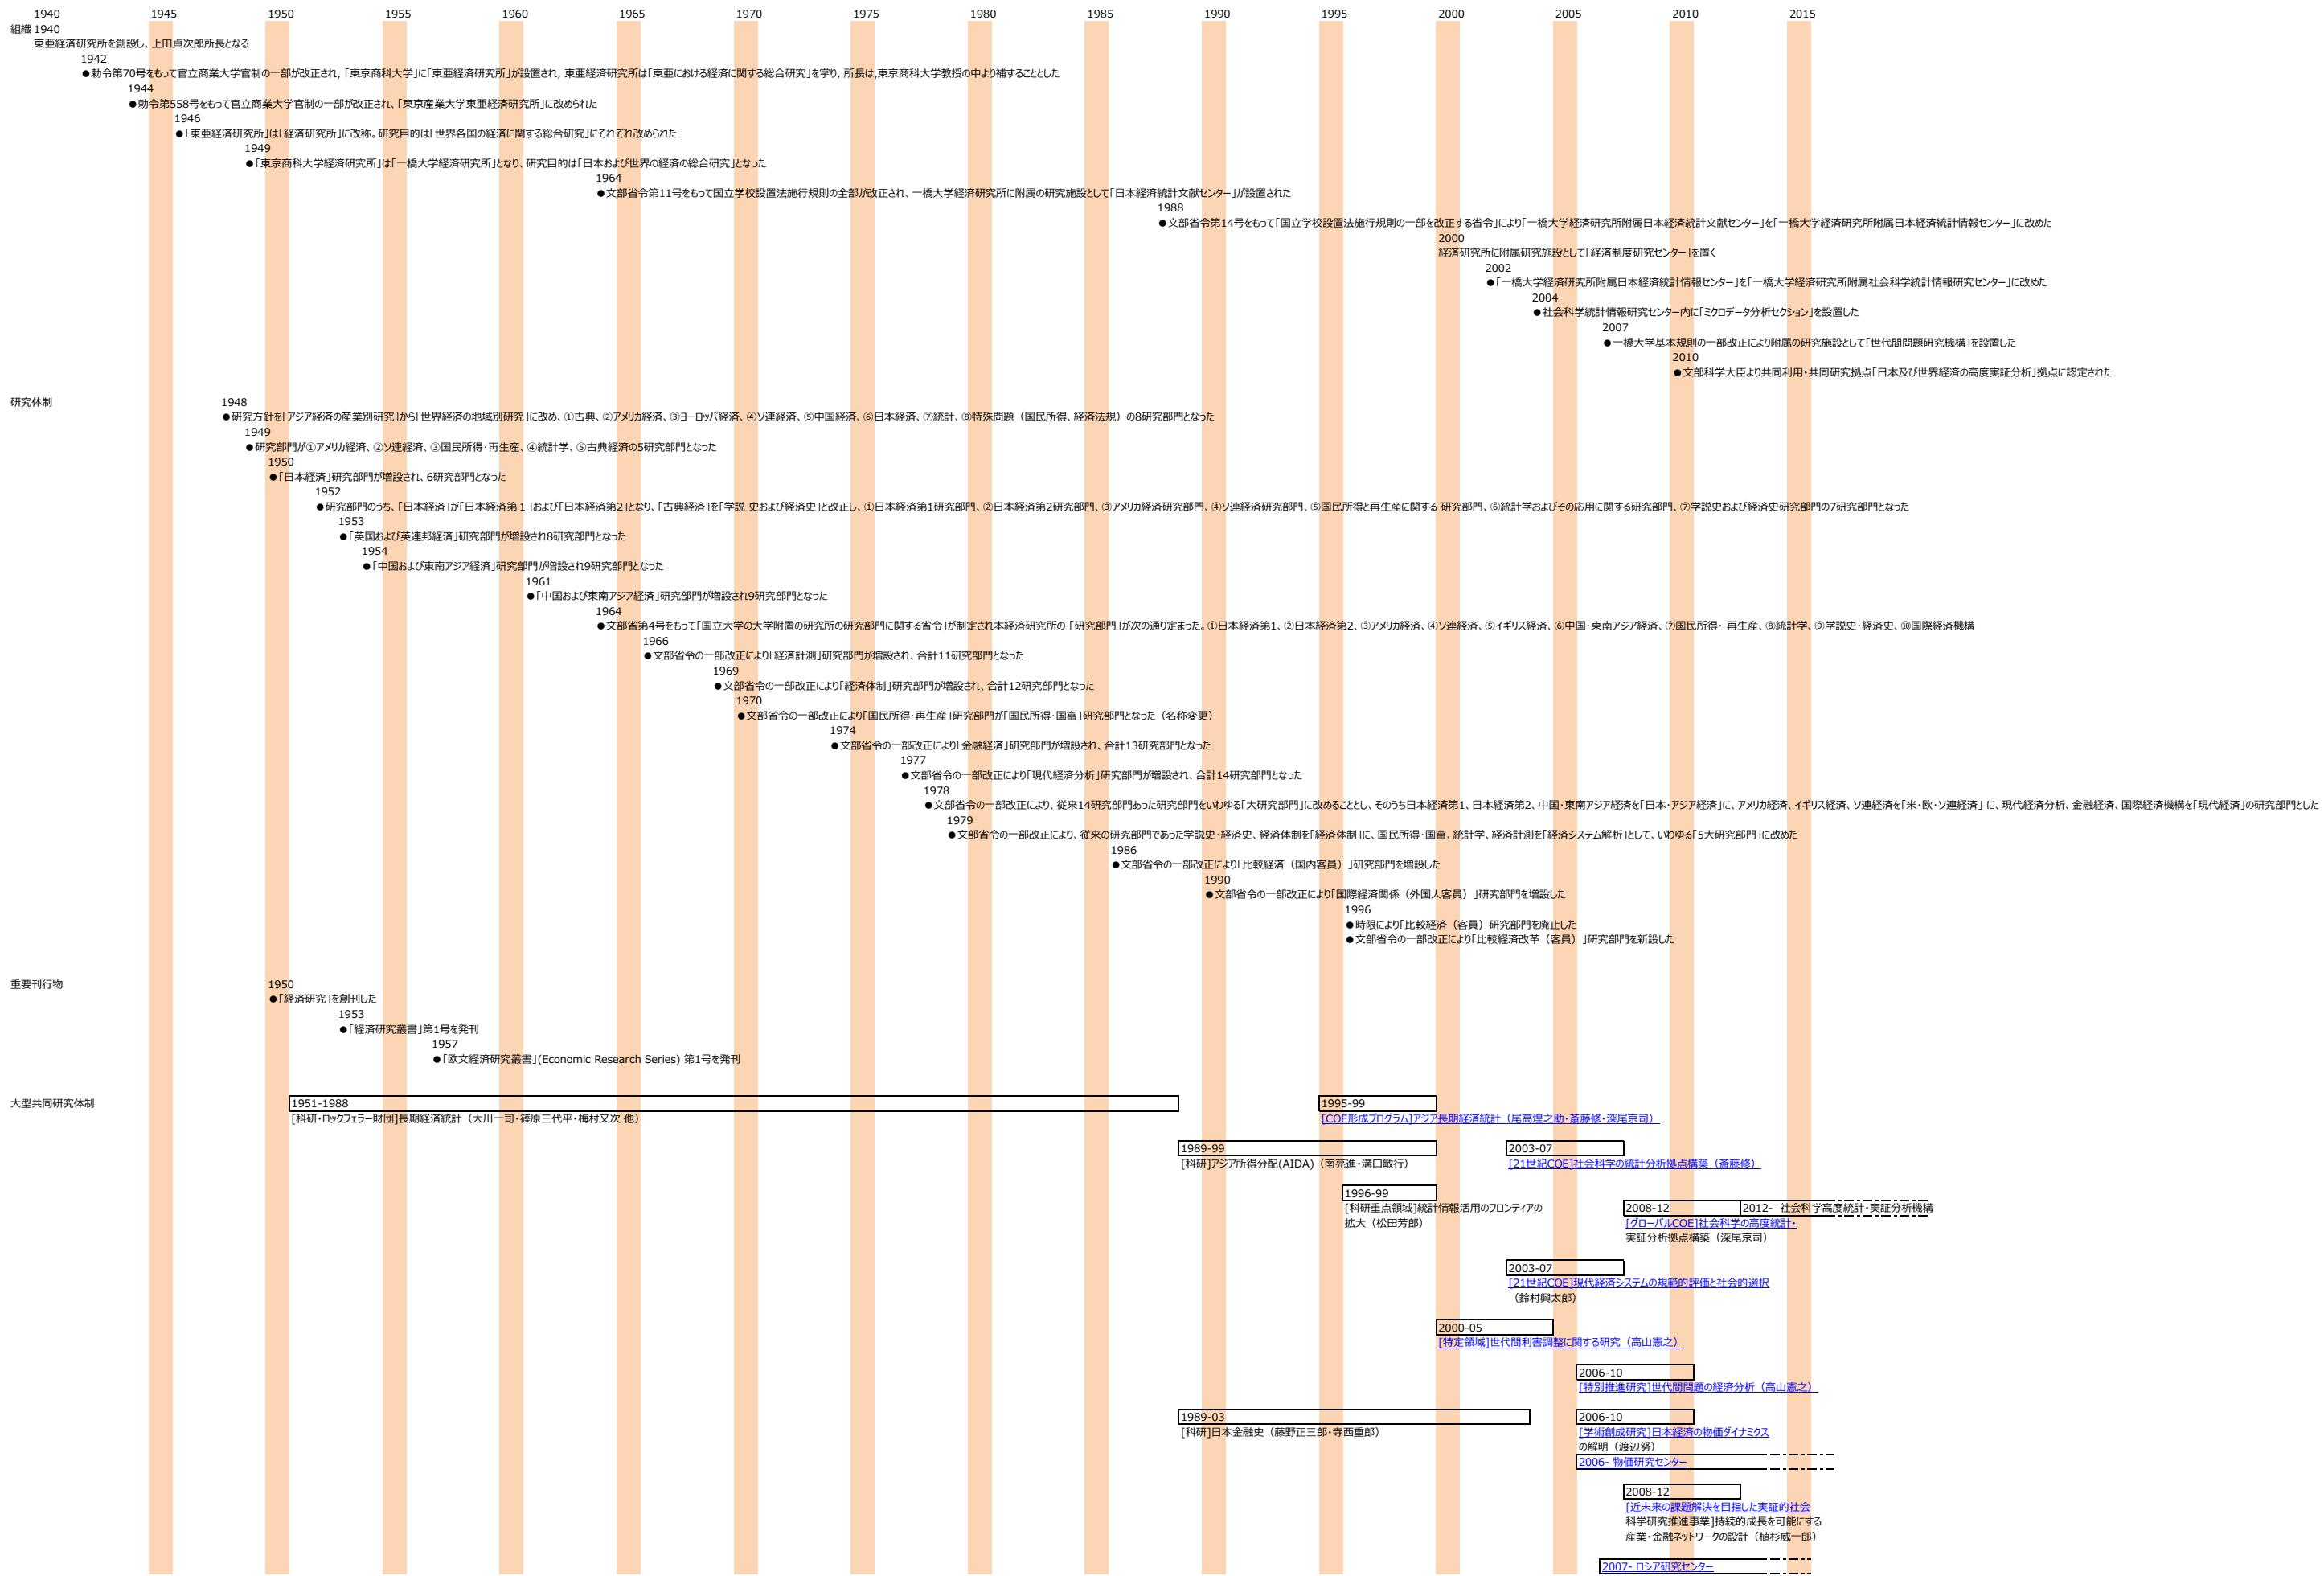 1940 1945 1950 1955 1960 1965 1970 1975 1980 1985 1990 1995 2000 2005 2010 2015
組織 1940
東亜経済研究所を創設し、上田貞次郎所長となる
1942
●勅令第70号をもって官立商業大学官制の一部が改正され,「東京商科大学」に「東亜経済研究所」が設置され, 東亜経済研究所は「東亜における経済に関する総合研究」を掌り, 所長は,東京商科大学教授の中より補することとした
1944
●勅令第558号をもって官立商業大学官制の一部が改正され、「東京産業大学東亜経済研究所」に改められた
1946
●「東亜経済研究所」は「経済研究所」に改称。研究目的は「世界各国の経済に関する総合研究」にそれぞれ改められた
1949
●「東京商科大学経済研究所」は「一橋大学経済研究所」となり、研究目的は「日本および世界の経済の総合研究」となった
1964
●文部省令第11号をもって国立学校設置法施行規則の全部が改正され、一橋大学経済研究所に附属の研究施設として「日本経済統計文献センター」が設置された
1988
●文部省令第14号をもって「国立学校設置法施行規則の一部を改正する省令」により「一橋大学経済研究所附属日本経済統計文献センター」を「一橋大学経済研究所附属日本経済統計情報センター」に改めた
2000
経済研究所に附属研究施設として「経済制度研究センター」を置く
2002
●「一橋大学経済研究所附属日本経済統計情報センター」を「一橋大学経済研究所附属社会科学統計情報研究センター」に改めた
2004
●社会科学統計情報研究センター内に「ミクロデータ分析セクション」を設置した
2007
●一橋大学基本規則の一部改正により附属の研究施設として「世代間問題研究機構」を設置した
2010
●文部科学大臣より共同利用・共同研究拠点「日本及び世界経済の高度実証分析」拠点に認定された
研究体制 1948
●研究方針を「アジア経済の産業別研究」から「世界経済の地域別研究」に改め、①古典、②アメリカ経済、③ヨーロッパ経済、④ソ連経済、⑤中国経済、⑥日本経済、⑦統計、⑧特殊問題（国民所得、経済法規）の8研究部門となった
1949
●研究部門が①アメリカ経済、②ソ連経済、③国民所得・再生産、④統計学、⑤古典経済の5研究部門となった
1950
●「日本経済」研究部門が増設され、6研究部門となった
1952
●研究部門のうち、「日本経済」が「日本経済第１」および「日本経済第2」となり、「古典経済」を「学説 史および経済史」と改正し、①日本経済第1研究部門、②日本経済第2研究部門、③アメリカ経済研究部門、④ソ連経済研究部門、⑤国民所得と再生産に関する 研究部門、⑥統計学およびその応用に関する研究部門、⑦学説史および経済史研究部門の7研究部門となった
1953
●「英国および英連邦経済」研究部門が増設され8研究部門となった
1954
●「中国および東南アジア経済」研究部門が増設され9研究部門となった
1961
●「中国および東南アジア経済」研究部門が増設され9研究部門となった
1964
●文部省第4号をもって「国立大学の大学附置の研究所の研究部門に関する省令」が制定され本経済研究所の 「研究部門」が次の通り定まった。①日本経済第1、②日本経済第2、③アメリカ経済、④ソ連経済、⑤イギリス経済、⑥中国・東南アジア経済、⑦国民所得・ 再生産、⑧統計学、⑨学説史・経済史、⑩国際経済機構
1966
●文部省令の一部改正により「経済計測」研究部門が増設され、合計11研究部門となった
1969
●文部省令の一部改正により「経済体制」研究部門が増設され、合計12研究部門となった
1970
●文部省令の一部改正により「国民所得・再生産」研究部門が「国民所得・国富」研究部門となった（名称変更）
1974
●文部省令の一部改正により「金融経済」研究部門が増設され、合計13研究部門となった
1977
●文部省令の一部改正により「現代経済分析」研究部門が増設され、合計14研究部門となった
1978
●文部省令の一部改正により、従来14研究部門あった研究部門をいわゆる「大研究部門」に改めることとし、そのうち日本経済第1、日本経済第2、中国・東南アジア経済を「日本・アジア経済」に、アメリカ経済、イギリス経済、ソ連経済を「米・欧・ソ連経済」 に、現代経済分析、金融経済、国際経済機構を「現代経済」の研究部門とした
1979
●文部省令の一部改正により、従来の研究部門であった学説史・経済史、経済体制を「経済体制」に、国民所得・国富、統計学、経済計測を「経済システム解析」として、いわゆる「5大研究部門」に改めた
1986
●文部省令の一部改正により「比較経済（国内客員）」研究部門を増設した
1990
●文部省令の一部改正により「国際経済関係（外国人客員）」研究部門を増設した
1996
●時限により「比較経済（客員）研究部門を廃止した
●文部省令の一部改正により「比較経済改革（客員）」研究部門を新設した
重要刊行物 1950
●「経済研究」を創刊した
1953
●「経済研究叢書」第1号を発刊
1957
●「欧文経済研究叢書」(Economic Research Series) 第1号を発刊
大型共同研究体制 1951-1988 1995-99
[科研・ロックフェラー財団]長期経済統計（大川一司・篠原三代平・梅村又次 他） [COE形成プログラム]アジア長期経済統計（尾高煌之助・斎藤修・深尾京司）
1989-99 2003-07
[科研]アジア所得分配(AIDA)（南亮進・溝口敏行） [21世紀COE]社会科学の統計分析拠点構築（斎藤修）
1996-99
[科研重点領域]統計情報活用のフロンティアの 2008-12 2012- 社会科学高度統計・実証分析機構
拡大（松田芳郎） [グローバルCOE]社会科学の高度統計・
実証分析拠点構築（深尾京司）
2003-07
[21世紀COE]現代経済システムの規範的評価と社会的選択
（鈴村興太郎）
2000-05
[特定領域]世代間利害調整に関する研究（高山憲之）
2006-10
[特別推進研究]世代間問題の経済分析（高山憲之）
1989-03 2006-10
[科研]日本金融史（藤野正三郎・寺西重郎） [学術創成研究]日本経済の物価ダイナミクス
の解明（渡辺努）
2006- 物価研究センター
2008-12
[近未来の課題解決を目指した実証的社会
科学研究推進事業]持続的成長を可能にする
産業・金融ネットワークの設計（植杉威一郎）
2007- ロシア研究センター